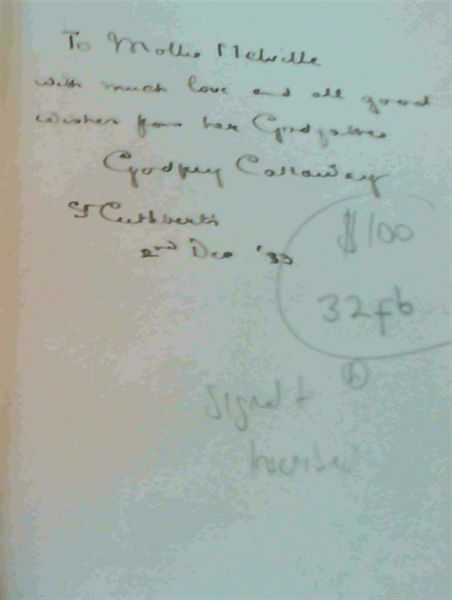 To Mollie Melville
with much love and all good
wishes from her Godfather
Godfrey Callaway
St Cuthberts
2nd Dec '33
$100
32fb
Signed +
Inscribed